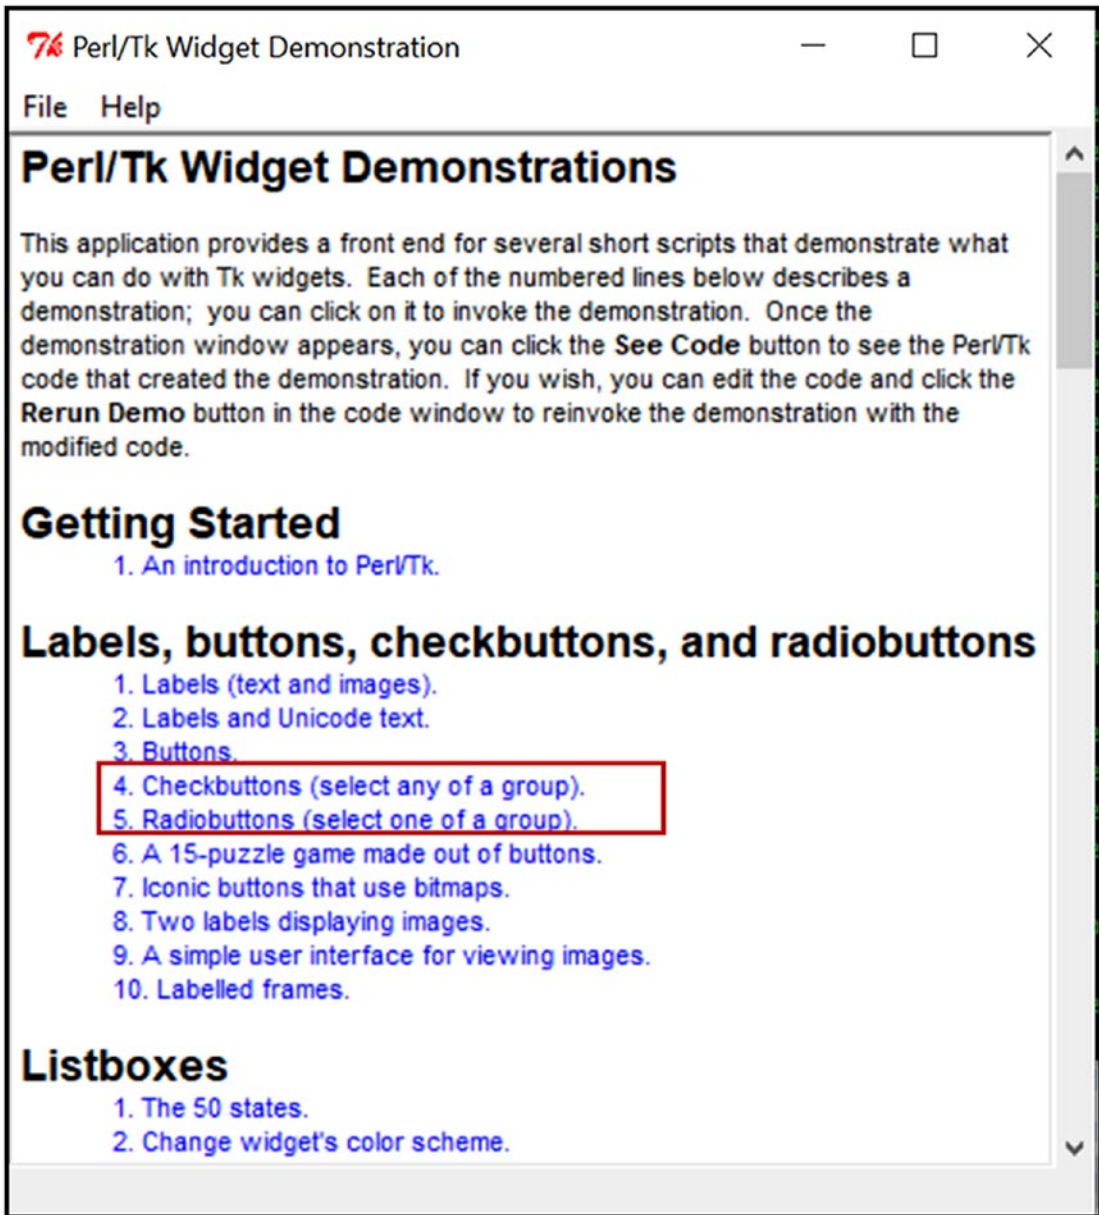 Perl/Tk Widget Demonstration
File Help
Perl/Tk Widget Demonstrations
This application provides a front end for several short scripts that demonstrate what
you can do with Tk widgets.  Each of the numbered lines below describes a
demonstration;  you can click on it to invoke the demonstration.  Once the
demonstration window appears, you can click the See Code button to see the Perl/Tk
code that created the demonstration.  If you wish, you can edit the code and click the
Rerun Demo button in the code window to reinvoke the demonstration with the
modified code.
Getting Started
1. An introduction to Perl/Tk.
Labels, buttons, checkbuttons, and radiobuttons
1. Labels (text and images).
2. Labels and Unicode text.
3. Buttons.
4. Checkbuttons (select any of a group).
5. Radiobuttons (select one of a group).
6. A 15-puzzle game made out of buttons.
7. Iconic buttons that use bitmaps.
8. Two labels displaying images.
9. A simple user interface for viewing images.
10. Labelled frames.
Listboxes
1. The 50 states.
2. Change widget's color scheme.